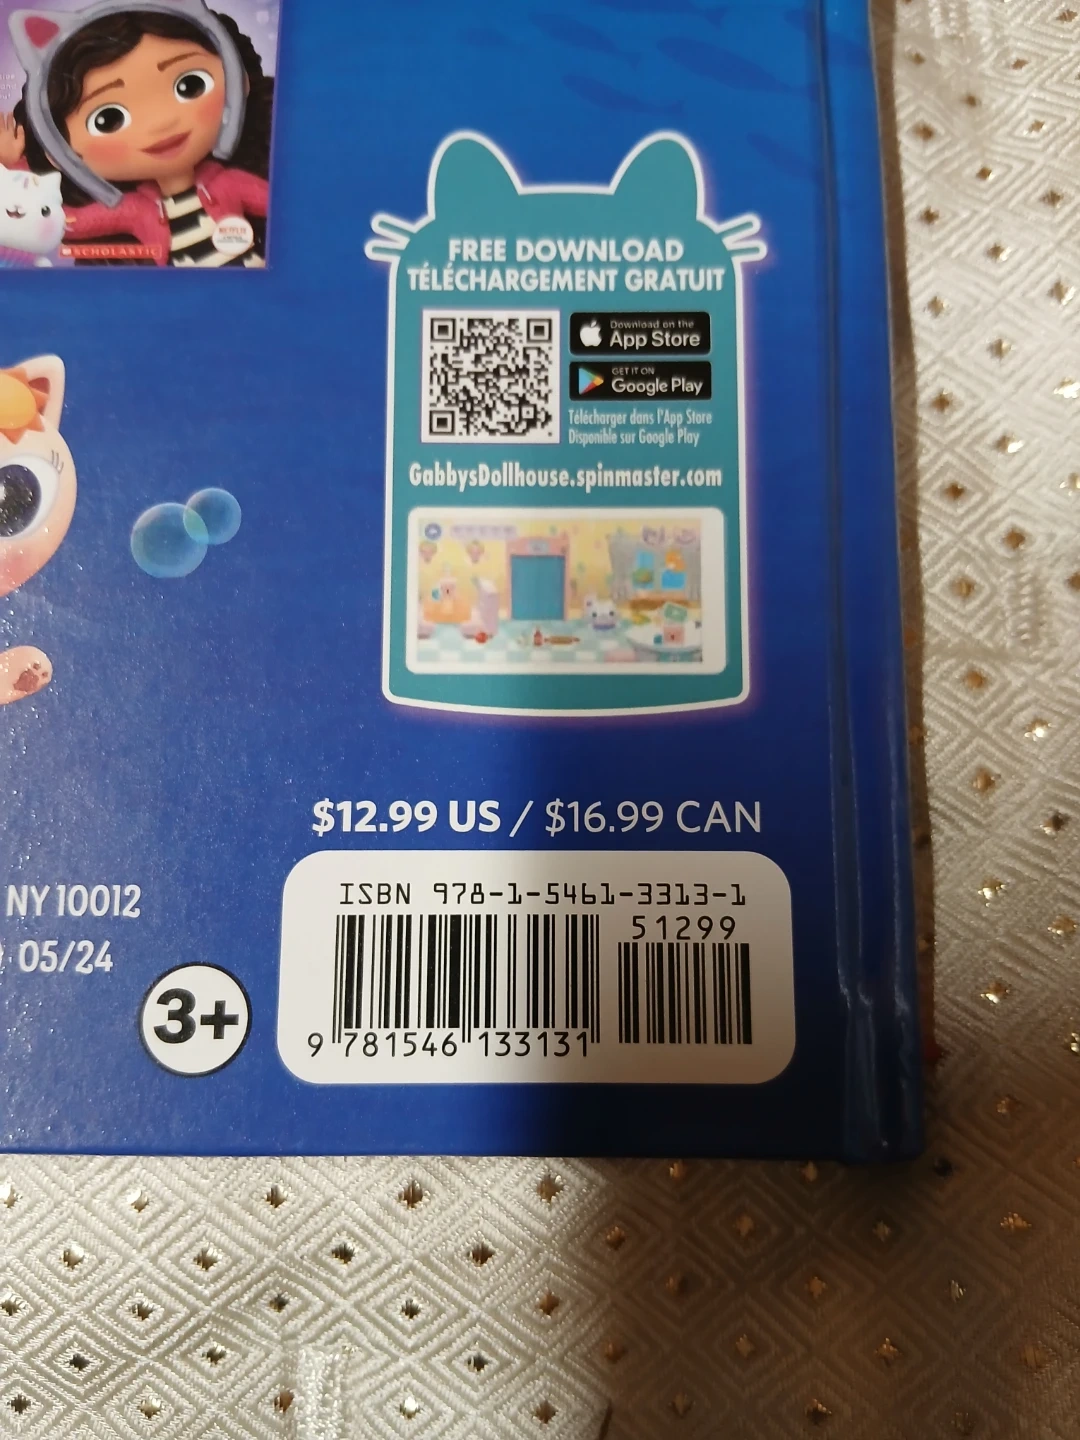 SCHOLASTIC
NETFLIX
FREE DOWNLOAD
TÉLÉCHARGEMENT GRATUIT
Download on the
App Store
GET IT ON
Google Play
Télécharger dans l'App Store
Disponible sur Google Play
GabbysDollhouse.spinmaster.com
$12.99 US / $16.99 CAN
NY 10012
05/24
3+
ISBN 978-1-5461-3313-1
51299
9 781546 133131